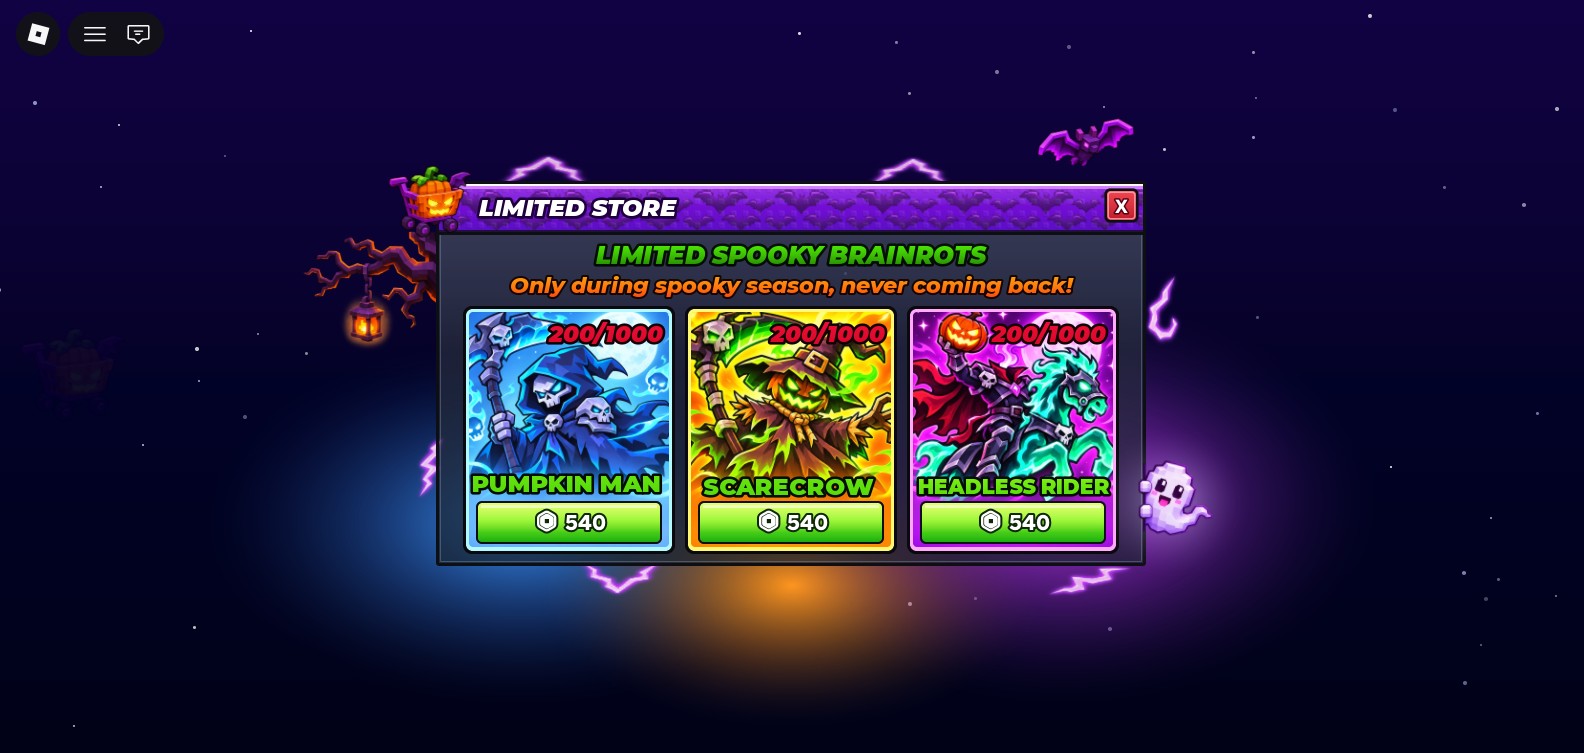 LIMITED STORE
X
LIMITED SPOOKY BRAINROTS
Only during spooky season, never coming back!
200/1000
200/1000
200/1000
PUMPKIN MAN
SCARECROW
HEADLESS RIDER
540
540
540